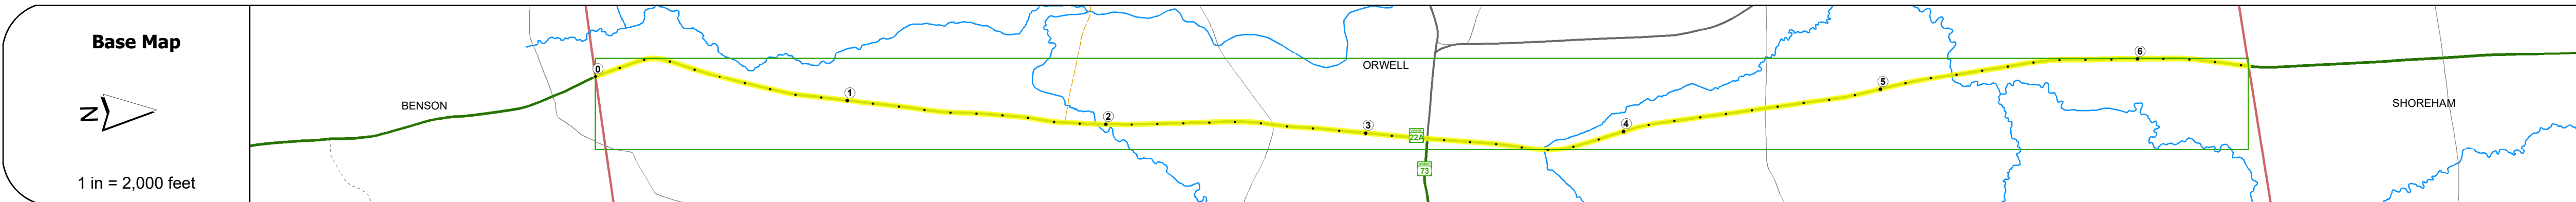 Base Map
N
1 in = 2,000 feet
BENSON
0
1
2
ORWELL
3
22A
73
4
5
6
SHOREHAM